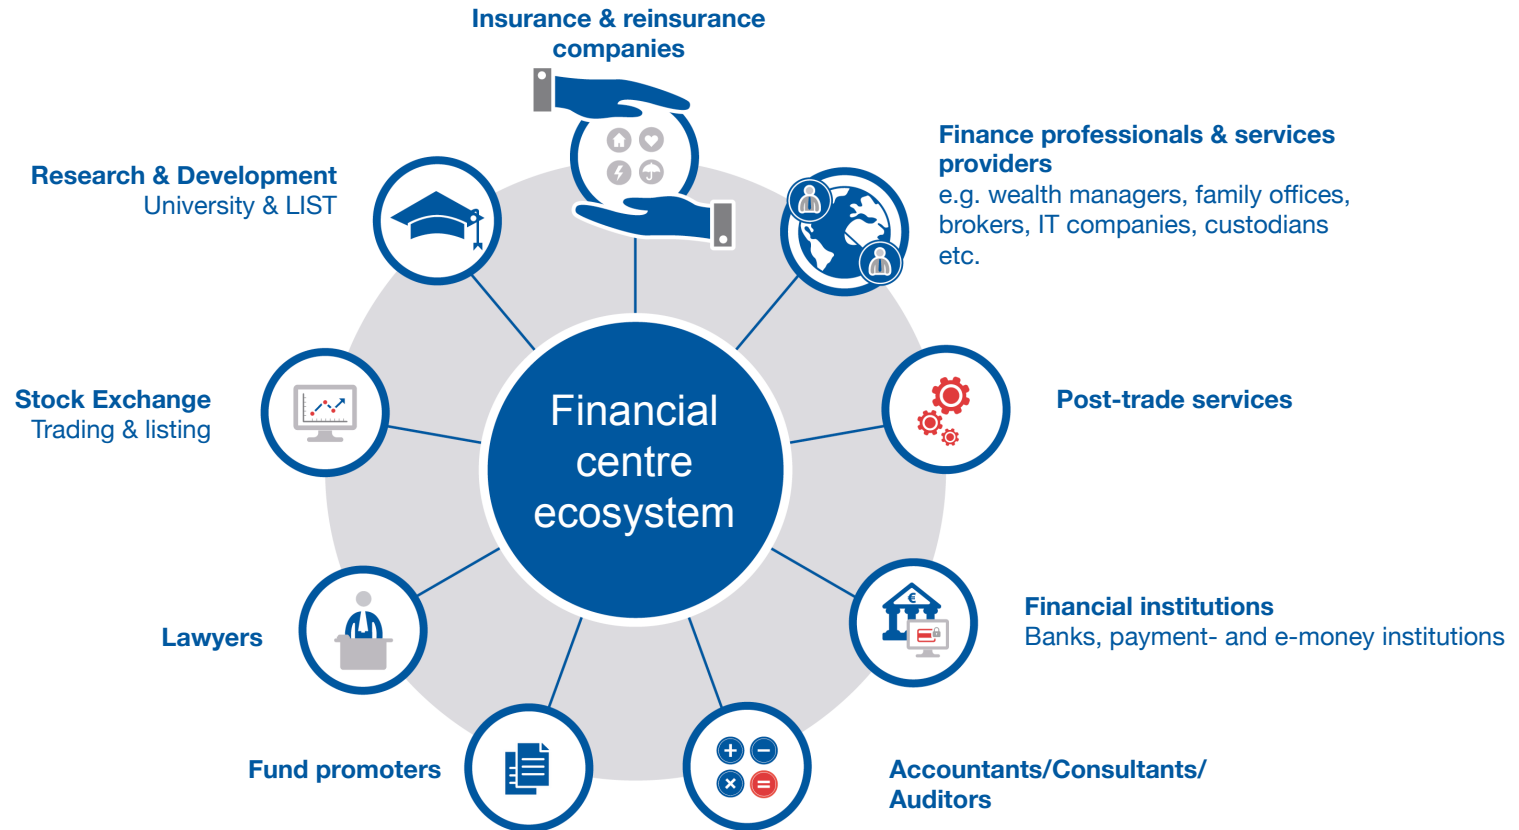 Insurance & reinsurance
companies
Finance professionals & services
providers
e.g. wealth managers, family offices,
brokers, IT companies, custodians
etc.
Research & Development
University & LIST
Stock Exchange
Trading & listing
Post-trade services
Financial
centre
ecosystem
€
Financial institutions
Banks, payment- and e-money institutions
Lawyers
Fund promoters
+ −
× =
Accountants/Consultants/
Auditors